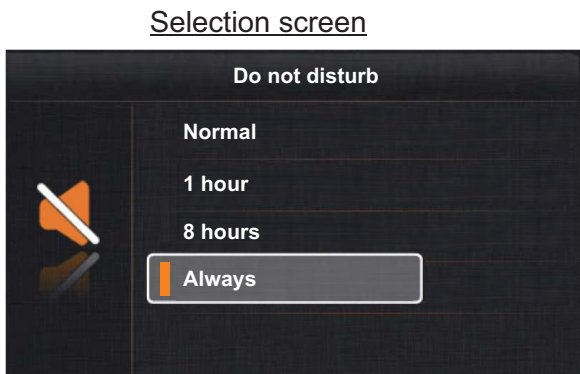 Selection screen
Do not disturb
Normal
1 hour
8 hours
Always